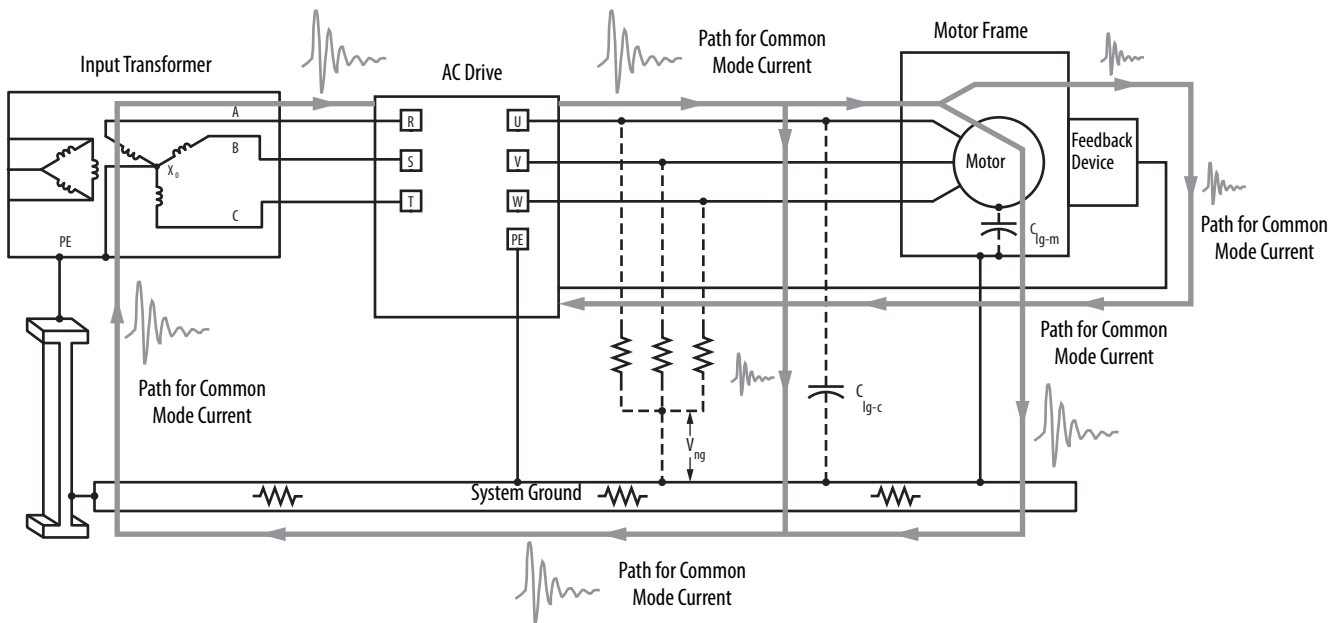 Motor Frame
Path for Common
Mode Current
Input Transformer
AC Drive
A
R
U
B
S
V
X0
Motor
Feedback
Device
C
T
W
PE
PE
Clg-m
Path for Common
Mode Current
Path for Common
Mode Current
Path for Common
Mode Current
Clg-c
Vng
System Ground
Path for Common
Mode Current